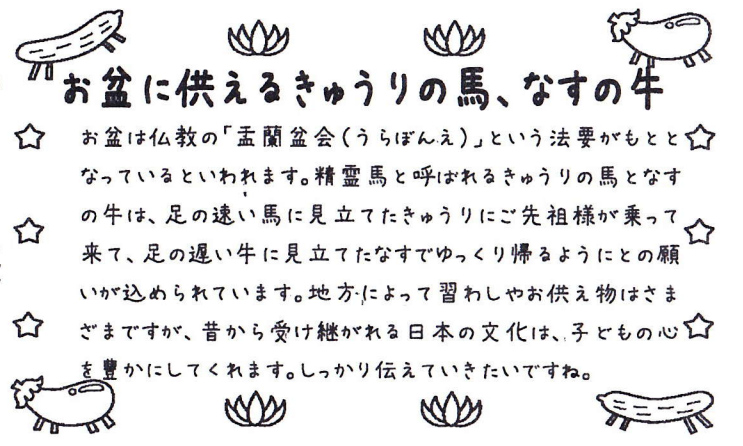 お盆に供えるきゅうりの馬、なすの牛
お盆は仏教の「盂蘭盆会(うらぼんえ)」という法要がもとと
なっているといわれます。精霊馬と呼ばれるきゅうりの馬となす
の牛は、足の速い馬に見立てたきゅうりにご先祖様が乗って
来て、足の遅い牛に見立てたなすでゆっくり帰るようにとの願
いが込められています。地方によって習わしやお供え物はさま
ざまですが、昔から受け継がれる日本の文化は、子どもの心
を豊かにしてくれます。しっかり伝えていきたいですね。